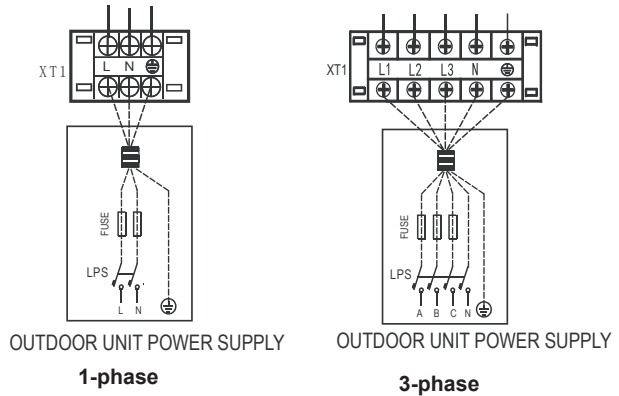 XT1
L N
FUSE
LPS
L N
OUTDOOR UNIT POWER SUPPLY
1-phase
XT1
L1 L2 L3 N
FUSE
LPS
A B C N
OUTDOOR UNIT POWER SUPPLY
3-phase